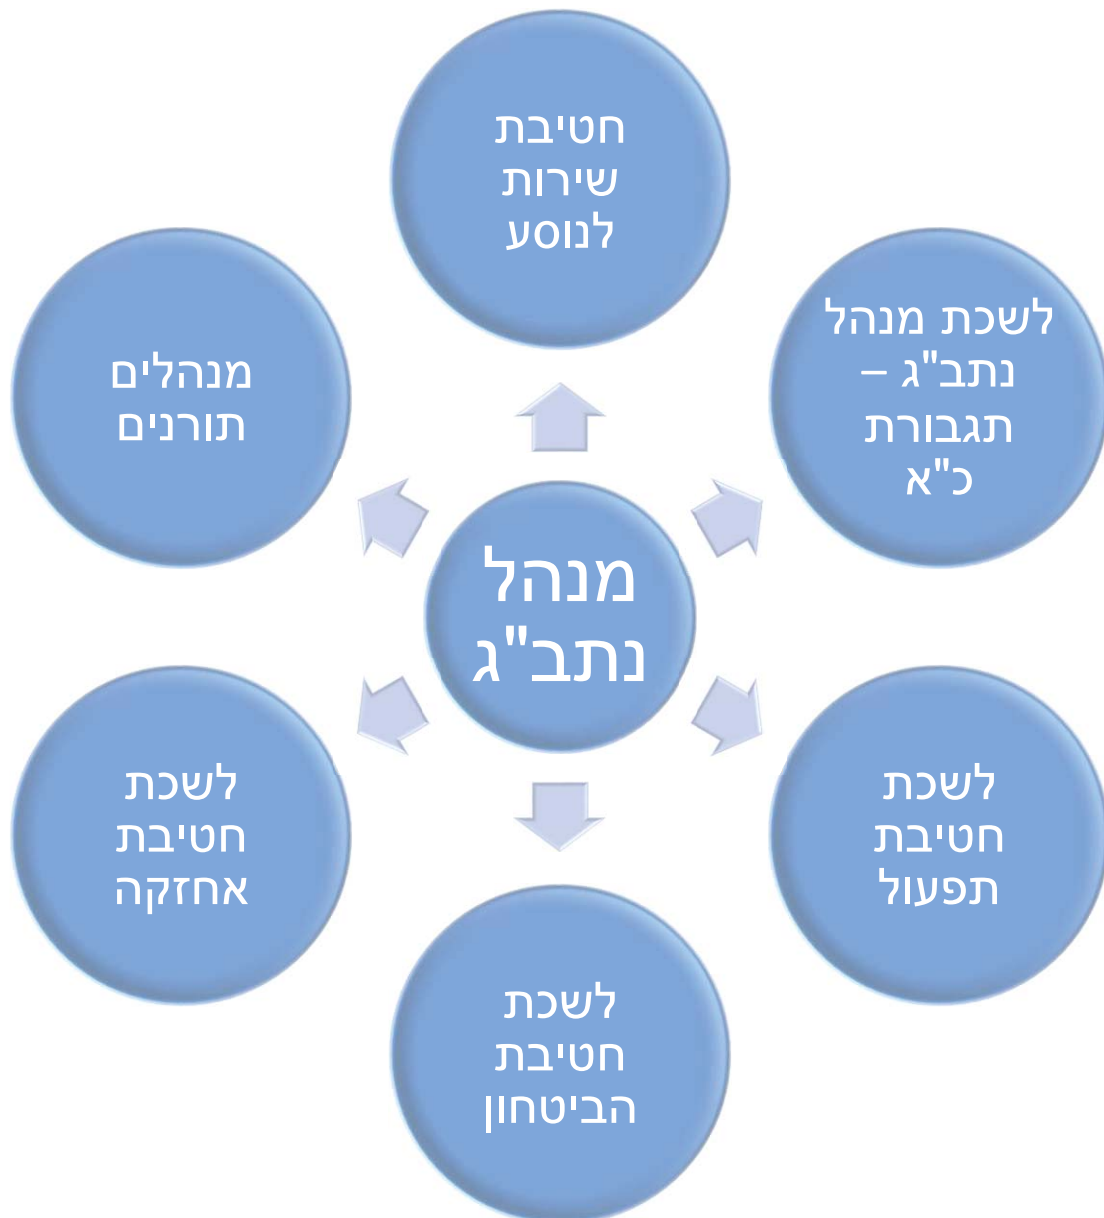 חטיבת
שירות
לנוסע
לשכת מנהל
נתב"ג –
תגבורת
כ"א
מנהלים
תורנים
מנהל
נתב"ג
לשכת
חטיבת
תפעול
לשכת
חטיבת
אחזקה
לשכת
חטיבת
הביטחון